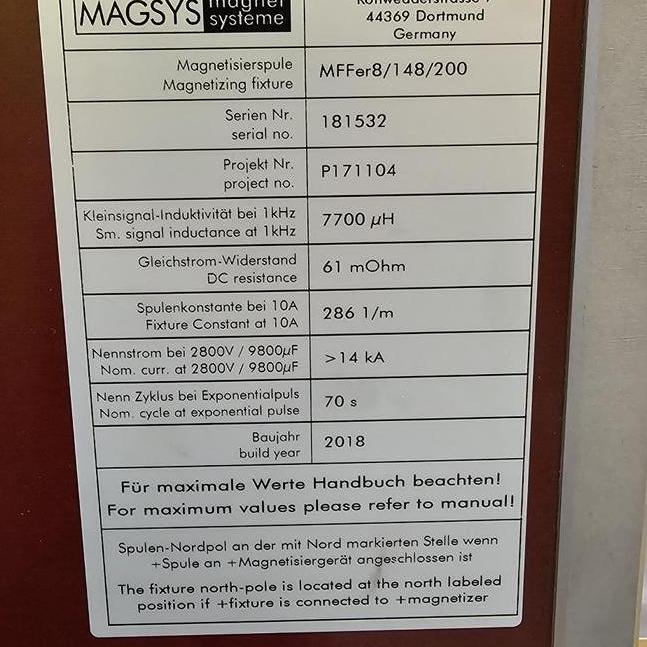 MAGSYS magnet
systeme
44369 Dortmund
Germany
Magnetisierspule
Magnetizing fixture
MFFer8/148/200
Serien Nr.
serial no.
181532
Projekt Nr.
project no.
P171104
Kleinsignal-Induktivität bei 1kHz
Sm. signal inductance at 1kHz
7700 µH
Gleichstrom-Widerstand
DC resistance
61 mOhm
Spulenkonstante bei 10A
Fixture Constant at 10A
286 1/m
Nennstrom bei 2800V / 9800µF
Nom. curr. at 2800V / 9800µF
>14 kA
Nenn Zyklus bei Exponentialpuls
Nom. cycle at exponential pulse
70 s
Baujahr
build year
2018
Für maximale Werte Handbuch beachten!
For maximum values please refer to manual!
Spulen-Nordpol an der mit Nord markierten Stelle wenn
+Spule an +Magnetisiergerät angeschlossen ist
The fixture north-pole is located at the north labeled
position if +fixture is connected to +magnetizer